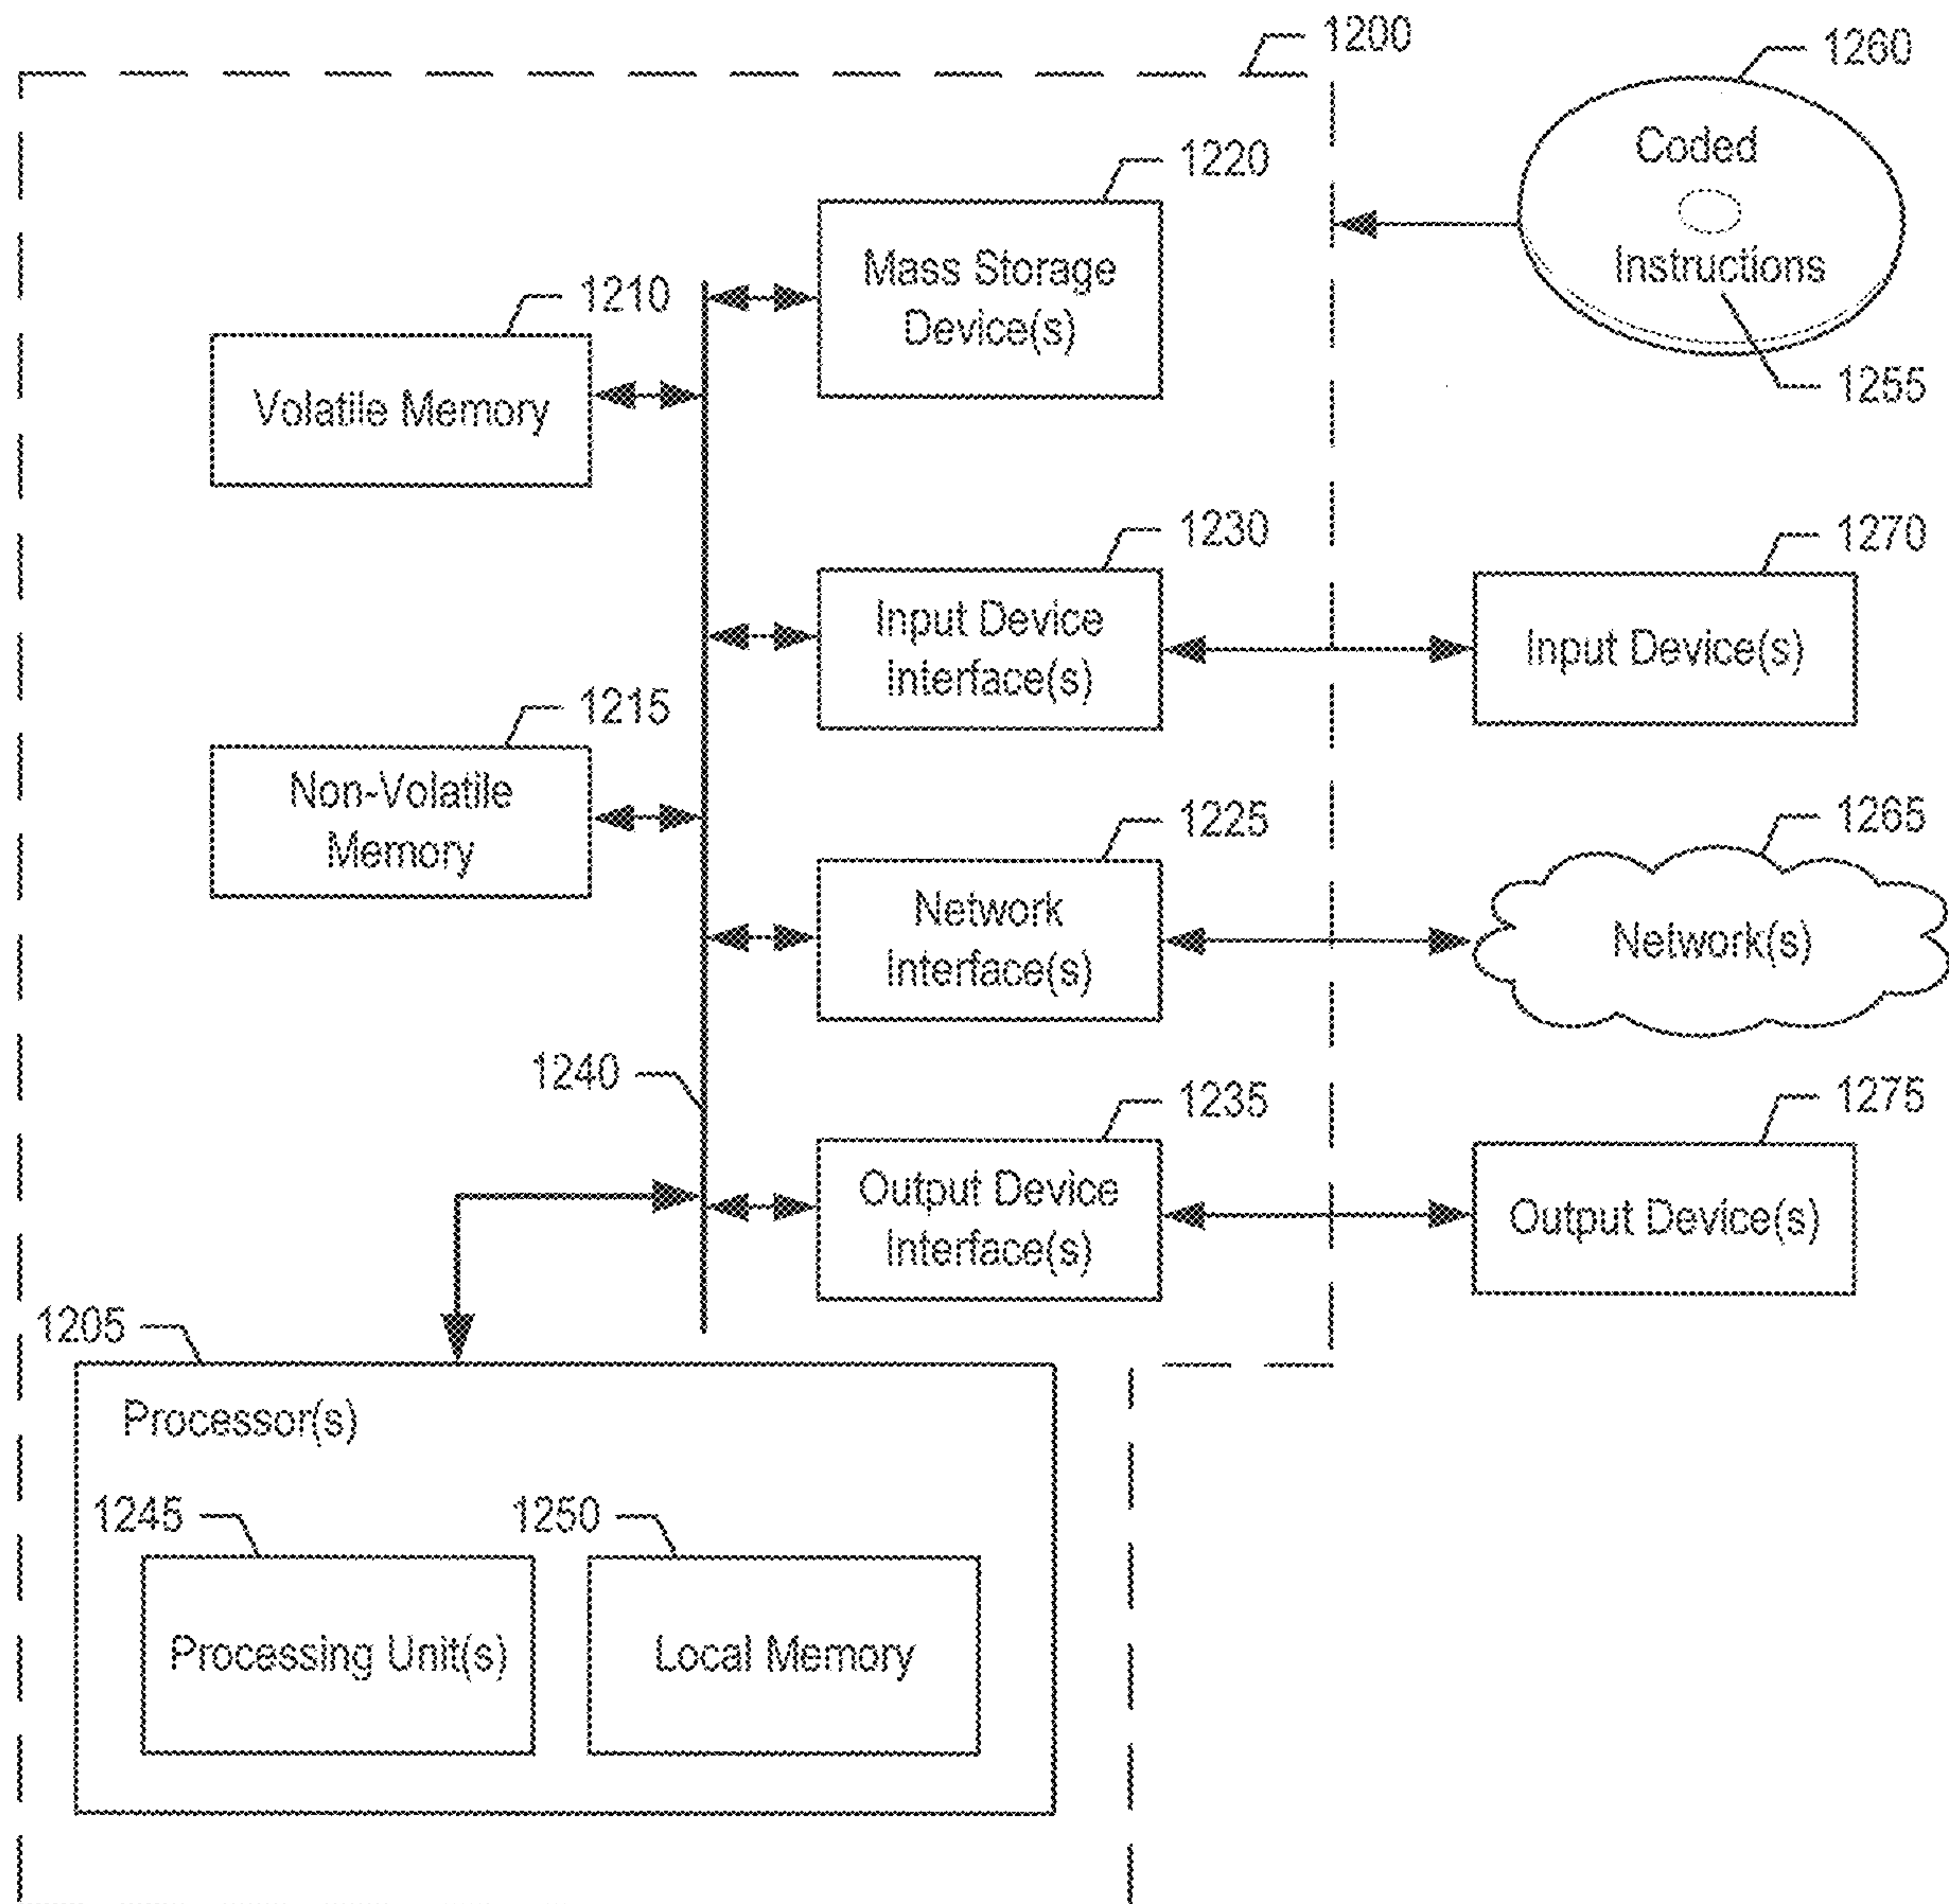 1200
1260
Coded
Instructions
1255
1220
Mass Storage
Device(s)
1210
Volatile Memory
1230
Input Device
Interface(s)
1270
Input Device(s)
1215
Non-Volatile
Memory
1225
Network
Interface(s)
1265
Network(s)
1240
1235
Output Device
Interface(s)
1275
Output Device(s)
1205
Processor(s)
1245
Processing Unit(s)
1250
Local Memory